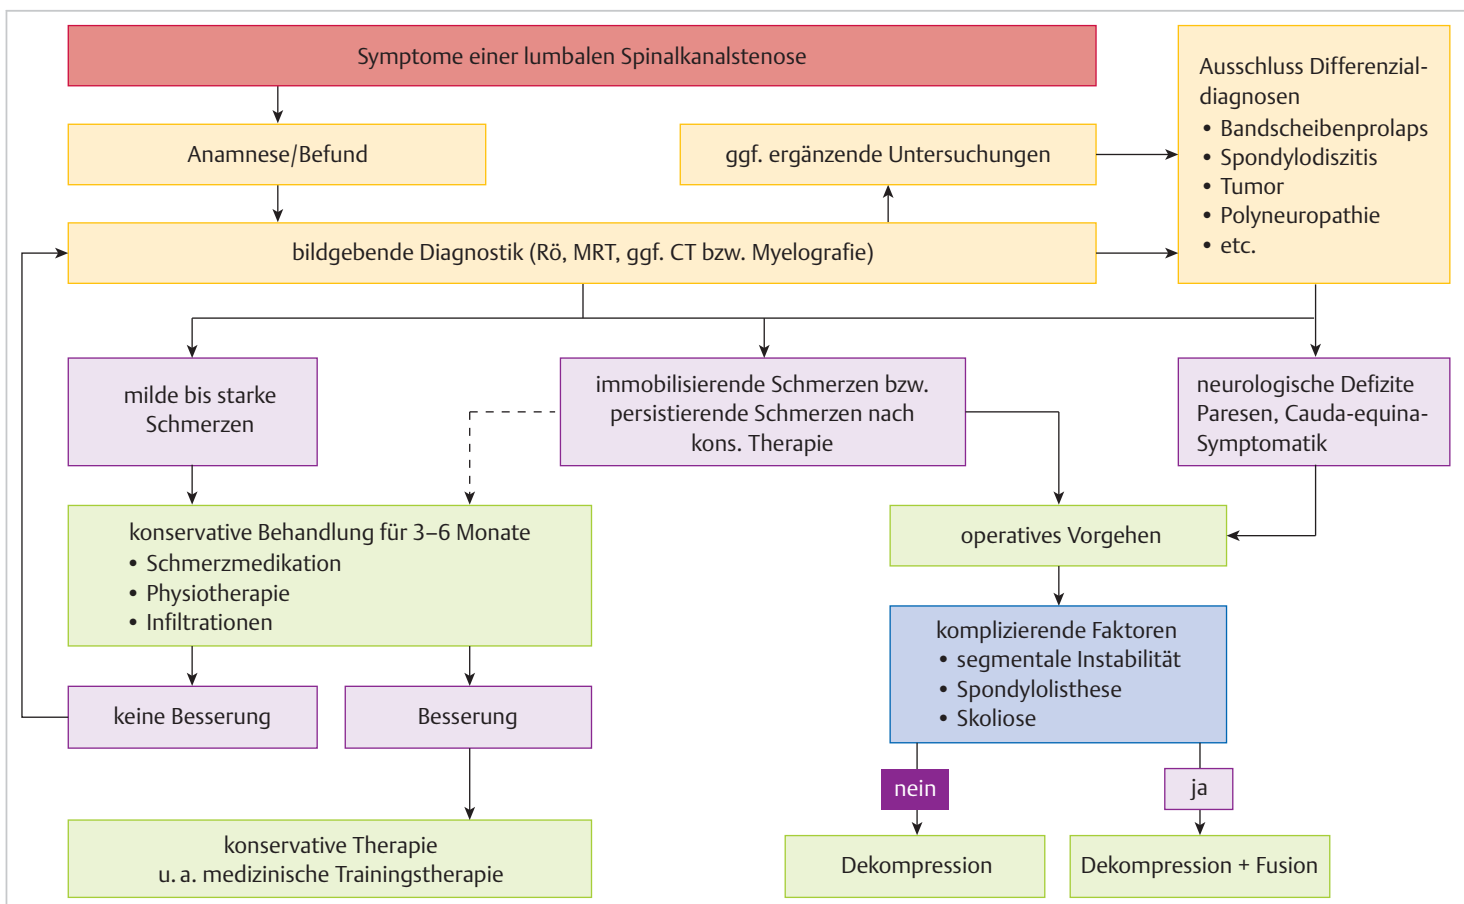 Symptome einer lumbalen Spinalkanalstenose
Anamnese/Befund
ggf. ergänzende Untersuchungen
Ausschluss Differenzial-
diagnosen
• Bandscheibenprolaps
• Spondylodiszitis
• Tumor
• Polyneuropathie
• etc.
bildgebende Diagnostik (Rö, MRT, ggf. CT bzw. Myelografie)
milde bis starke
Schmerzen
immobilisierende Schmerzen bzw.
persistierende Schmerzen nach
kons. Therapie
neurologische Defizite
Paresen, Cauda-equina-
Symptomatik
konservative Behandlung für 3–6 Monate
• Schmerzmedikation
• Physiotherapie
• Infiltrationen
operatives Vorgehen
komplizierende Faktoren
• segmentale Instabilität
• Spondylolisthese
• Skoliose
keine Besserung
Besserung
nein
ja
konservative Therapie
u. a. medizinische Trainingstherapie
Dekompression
Dekompression + Fusion